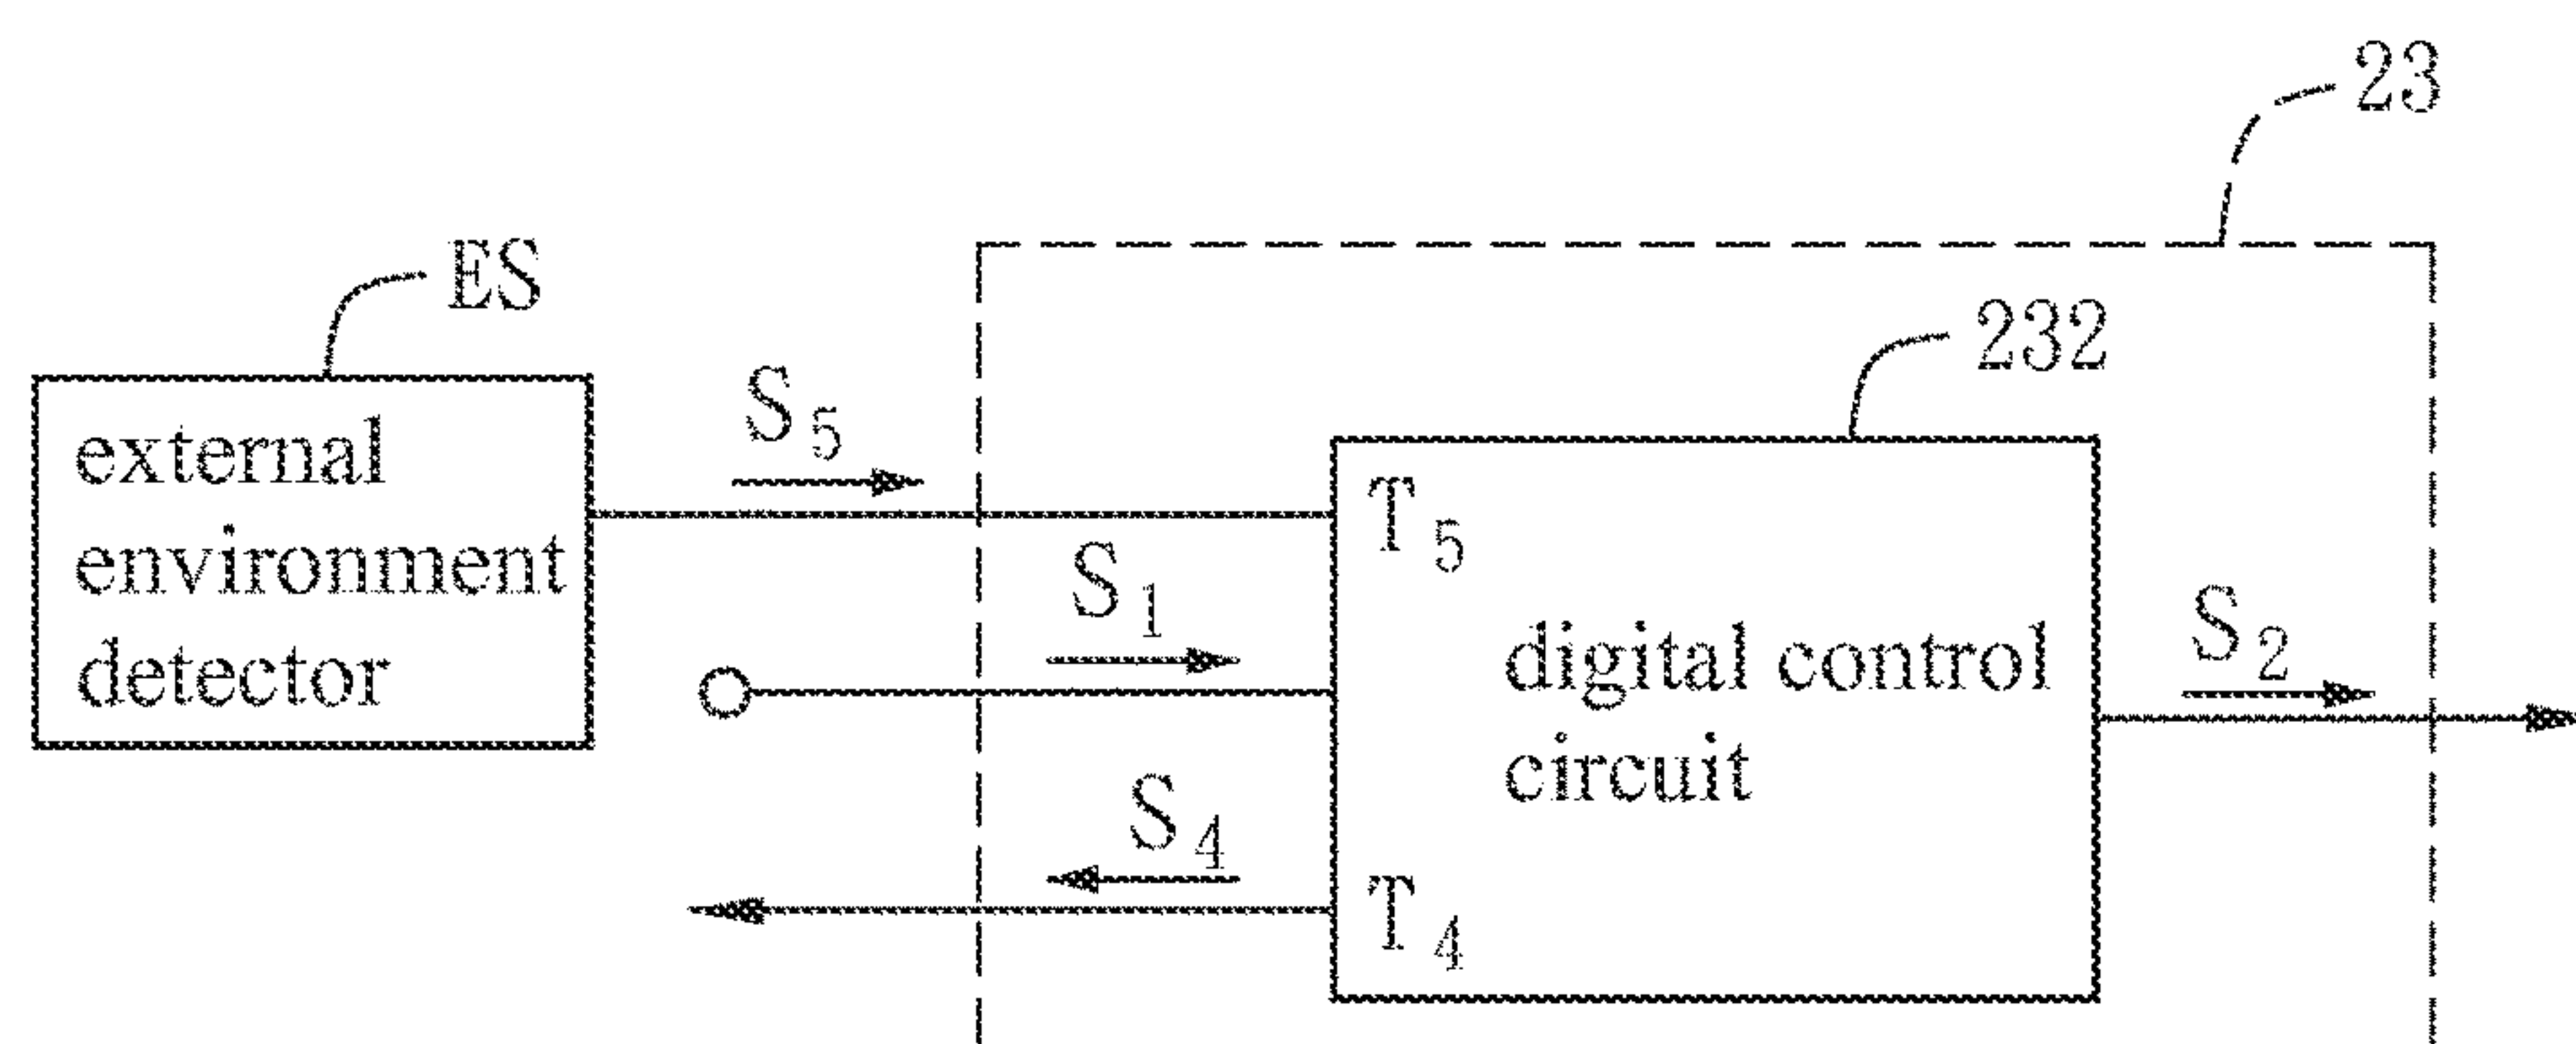 23
ES
232
external
environment
detector
S5
T5
S1
digital control
circuit
S2
S4
T4